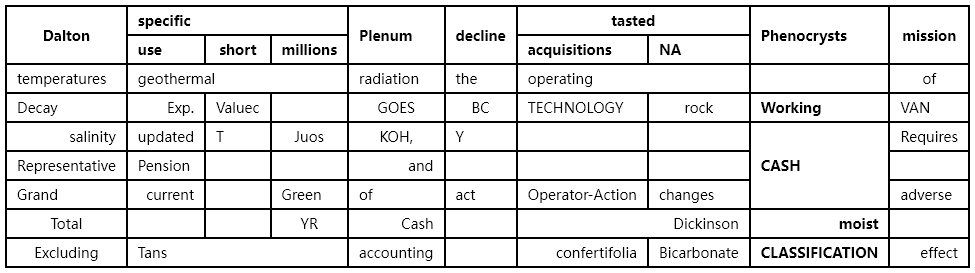 Dalton specific Plenum decline tasted Phenocrysts mission
use short millions acquisitions NA
temperatures geothermal radiation the operating of
Decay Exp. Valuec GOES BC TECHNOLOGY rock Working VAN
salinity updated T Juos KOH, Y Requires
Representative Pension and CASH
Grand current Green of act Operator-Action changes adverse
Total YR Cash Dickinson moist
Excluding Tans accounting confertifolia Bicarbonate CLASSIFICATION effect